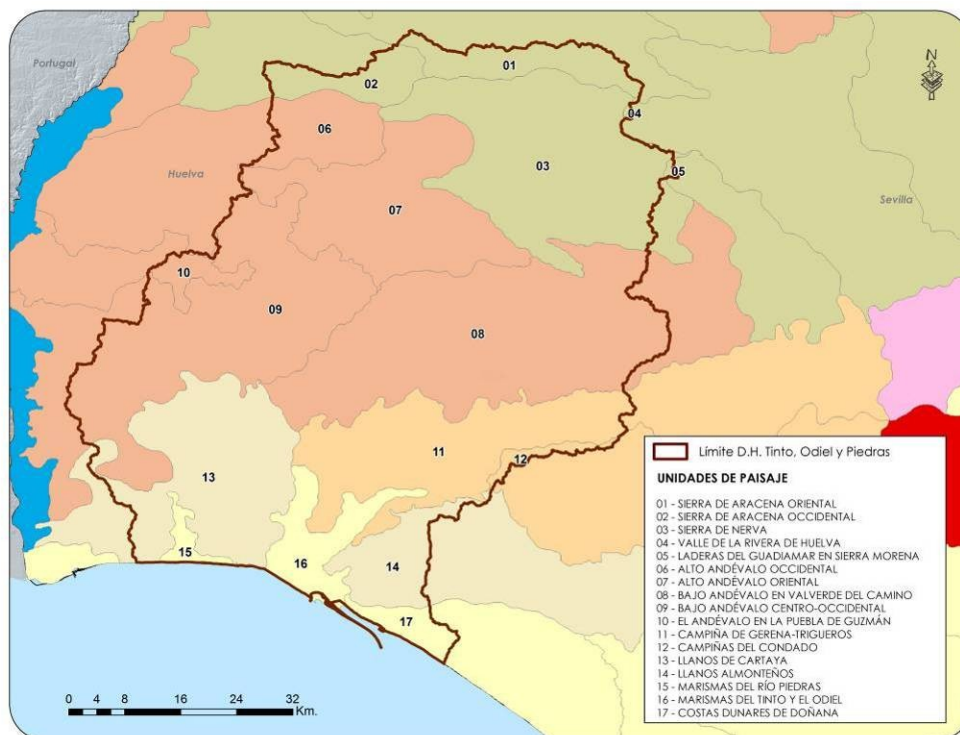 Portugal
N
01
02
04
06
03
05
Huelva
Sevilla
07
10
09
08
11
12
13
15
16
14
17
0 2 4 8 16 24 32
Km.
Límite D.H. Tinto, Odiel y Piedras
UNIDADES DE PAISAJE
01 - SIERRA DE ARACENA ORIENTAL
02 - SIERRA DE ARACENA OCCIDENTAL
03 - SIERRA DE NERVA
04 - VALLE DE LA RIVERA DE HUELVA
05 - LADERAS DEL GUADIAMAR EN SIERRA MORENA
06 - ALTO ANDÉVALO OCCIDENTAL
07 - ALTO ANDÉVALO ORIENTAL
08 - BAJO ANDÉVALO EN VALVERDE DEL CAMINO
09 - BAJO ANDÉVALO CENTRO-OCCIDENTAL
10 - EL ANDÉVALO EN LA PUEBLA DE GUZMÁN
11 - CAMPIÑA DE GERENA-TRIGUEROS
12 - CAMPIÑAS DEL CONDADO
13 - LLANOS DE CARTAYA
14 - LLANOS ALMONTEÑOS
15 - MARISMAS DEL RÍO PIEDRAS
16 - MARISMAS DEL TINTO Y EL ODIEL
17 - COSTAS DUNARES DE DOÑANA